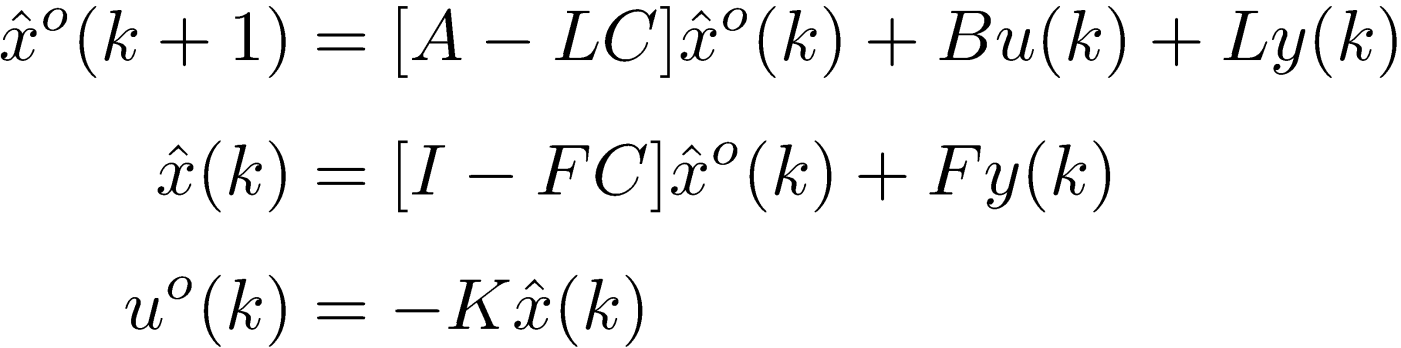 x̂ᵒ(k + 1) = [A − LC]x̂ᵒ(k) + Bu(k) + Ly(k)
x̂(k) = [I − FC]x̂ᵒ(k) + Fy(k)
uᵒ(k) = −Kx̂(k)